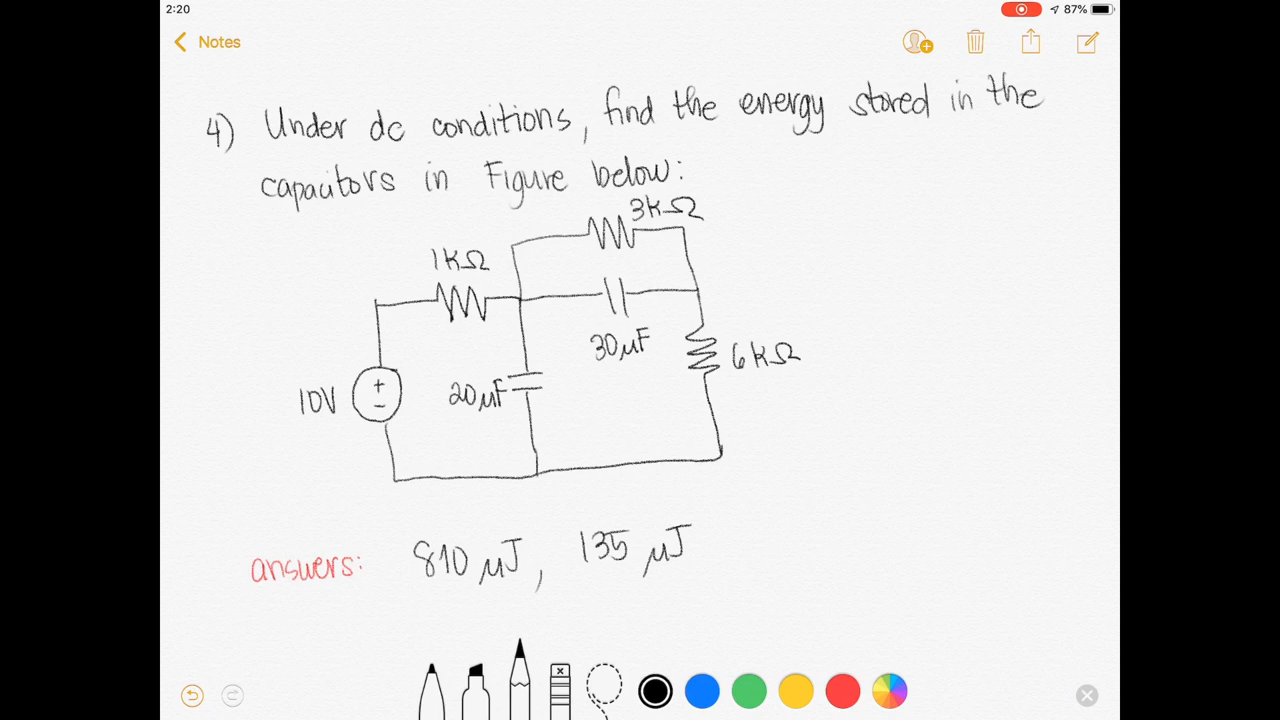 2:20
87%
Notes
4) Under dc conditions, find the energy stored in the
capacitors in Figure below:
3kΩ
1kΩ
30μF
6kΩ
10V
+
−
20μF
answers: 810 μJ, 135 μJ